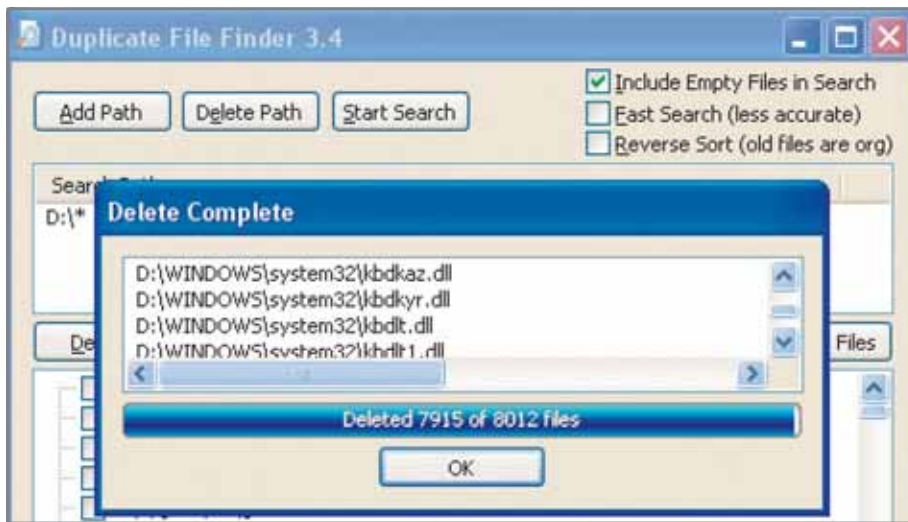 Duplicate File Finder 3.4
Include Empty Files in Search
Add Path Delete Path Start Search
Fast Search (less accurate)
Reverse Sort (old files are org)
D:\*
Delete Complete
D:\WINDOWS\system32\kbdkaz.dll
D:\WINDOWS\system32\kbdkyr.dll
D:\WINDOWS\system32\kbdlt.dll
D:\WINDOWS\system32\kbdlt1.dll
Files
Deleted 7915 of 8012 files
OK